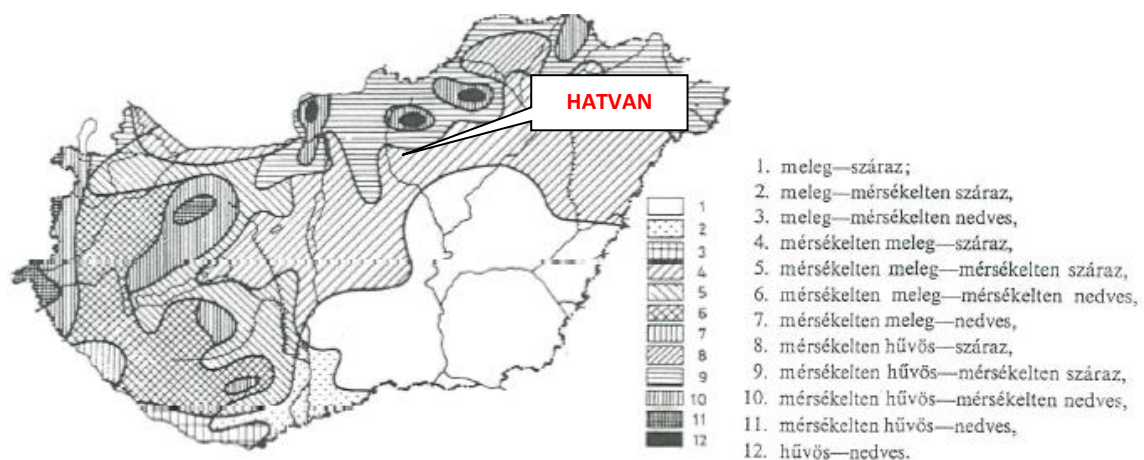 HATVAN
1
2
3
4
5
6
7
8
9
10
11
12
1. meleg—száraz;
2. meleg—mérsékelten száraz,
3. meleg—mérsékelten nedves,
4. mérsékelten meleg—száraz,
5. mérsékelten meleg—mérsékelten száraz,
6. mérsékelten meleg—mérsékelten nedves,
7. mérsékelten meleg—nedves,
8. mérsékelten hűvös—száraz,
9. mérsékelten hűvös—mérsékelten száraz,
10. mérsékelten hűvös—mérsékelten nedves,
11. mérsékelten hűvös—nedves,
12. hűvös—nedves.